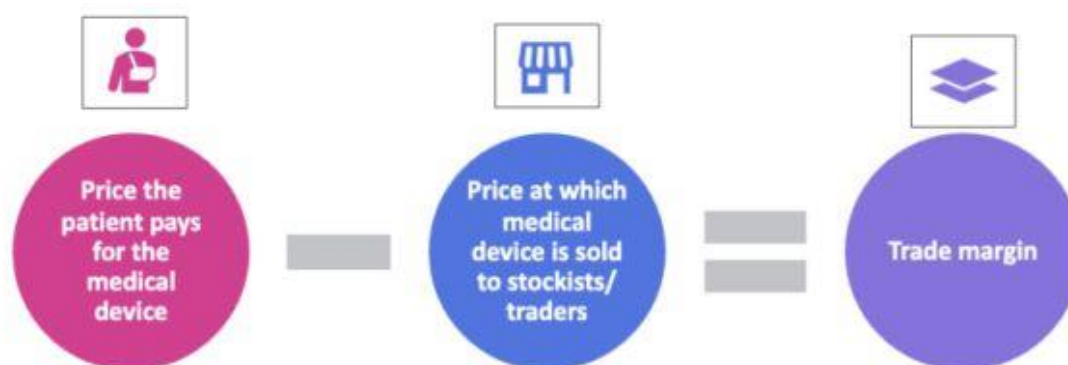 Price the
patient pays
for the
medical
device
Price at which
medical
device is sold
to stockists/
traders
Trade margin